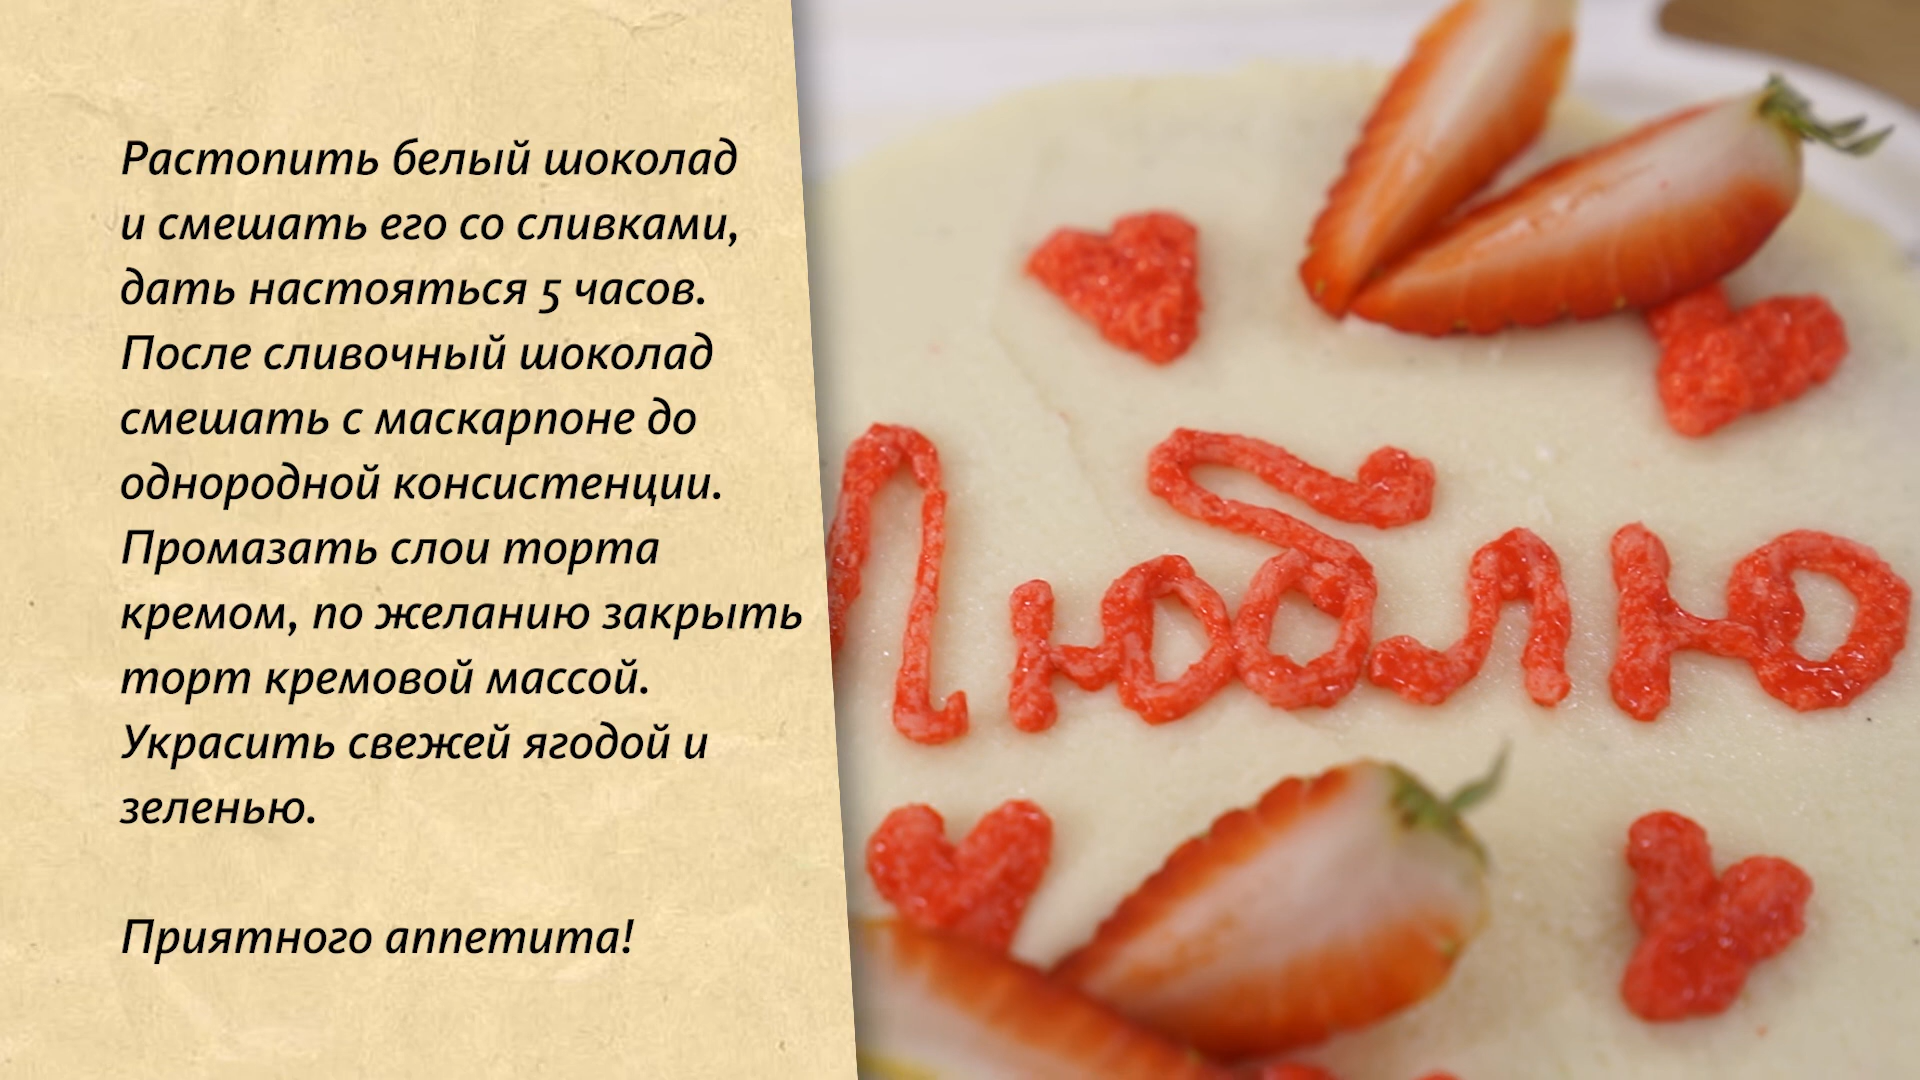 Растопить белый шоколад
и смешать его со сливками,
дать настояться 5 часов.
После сливочный шоколад
смешать с маскарпоне до
однородной консистенции.
Промазать слои торта
кремом, по желанию закрыть
торт кремовой массой.
Украсить свежей ягодой и
зеленью.
Приятного аппетита!
Люблю